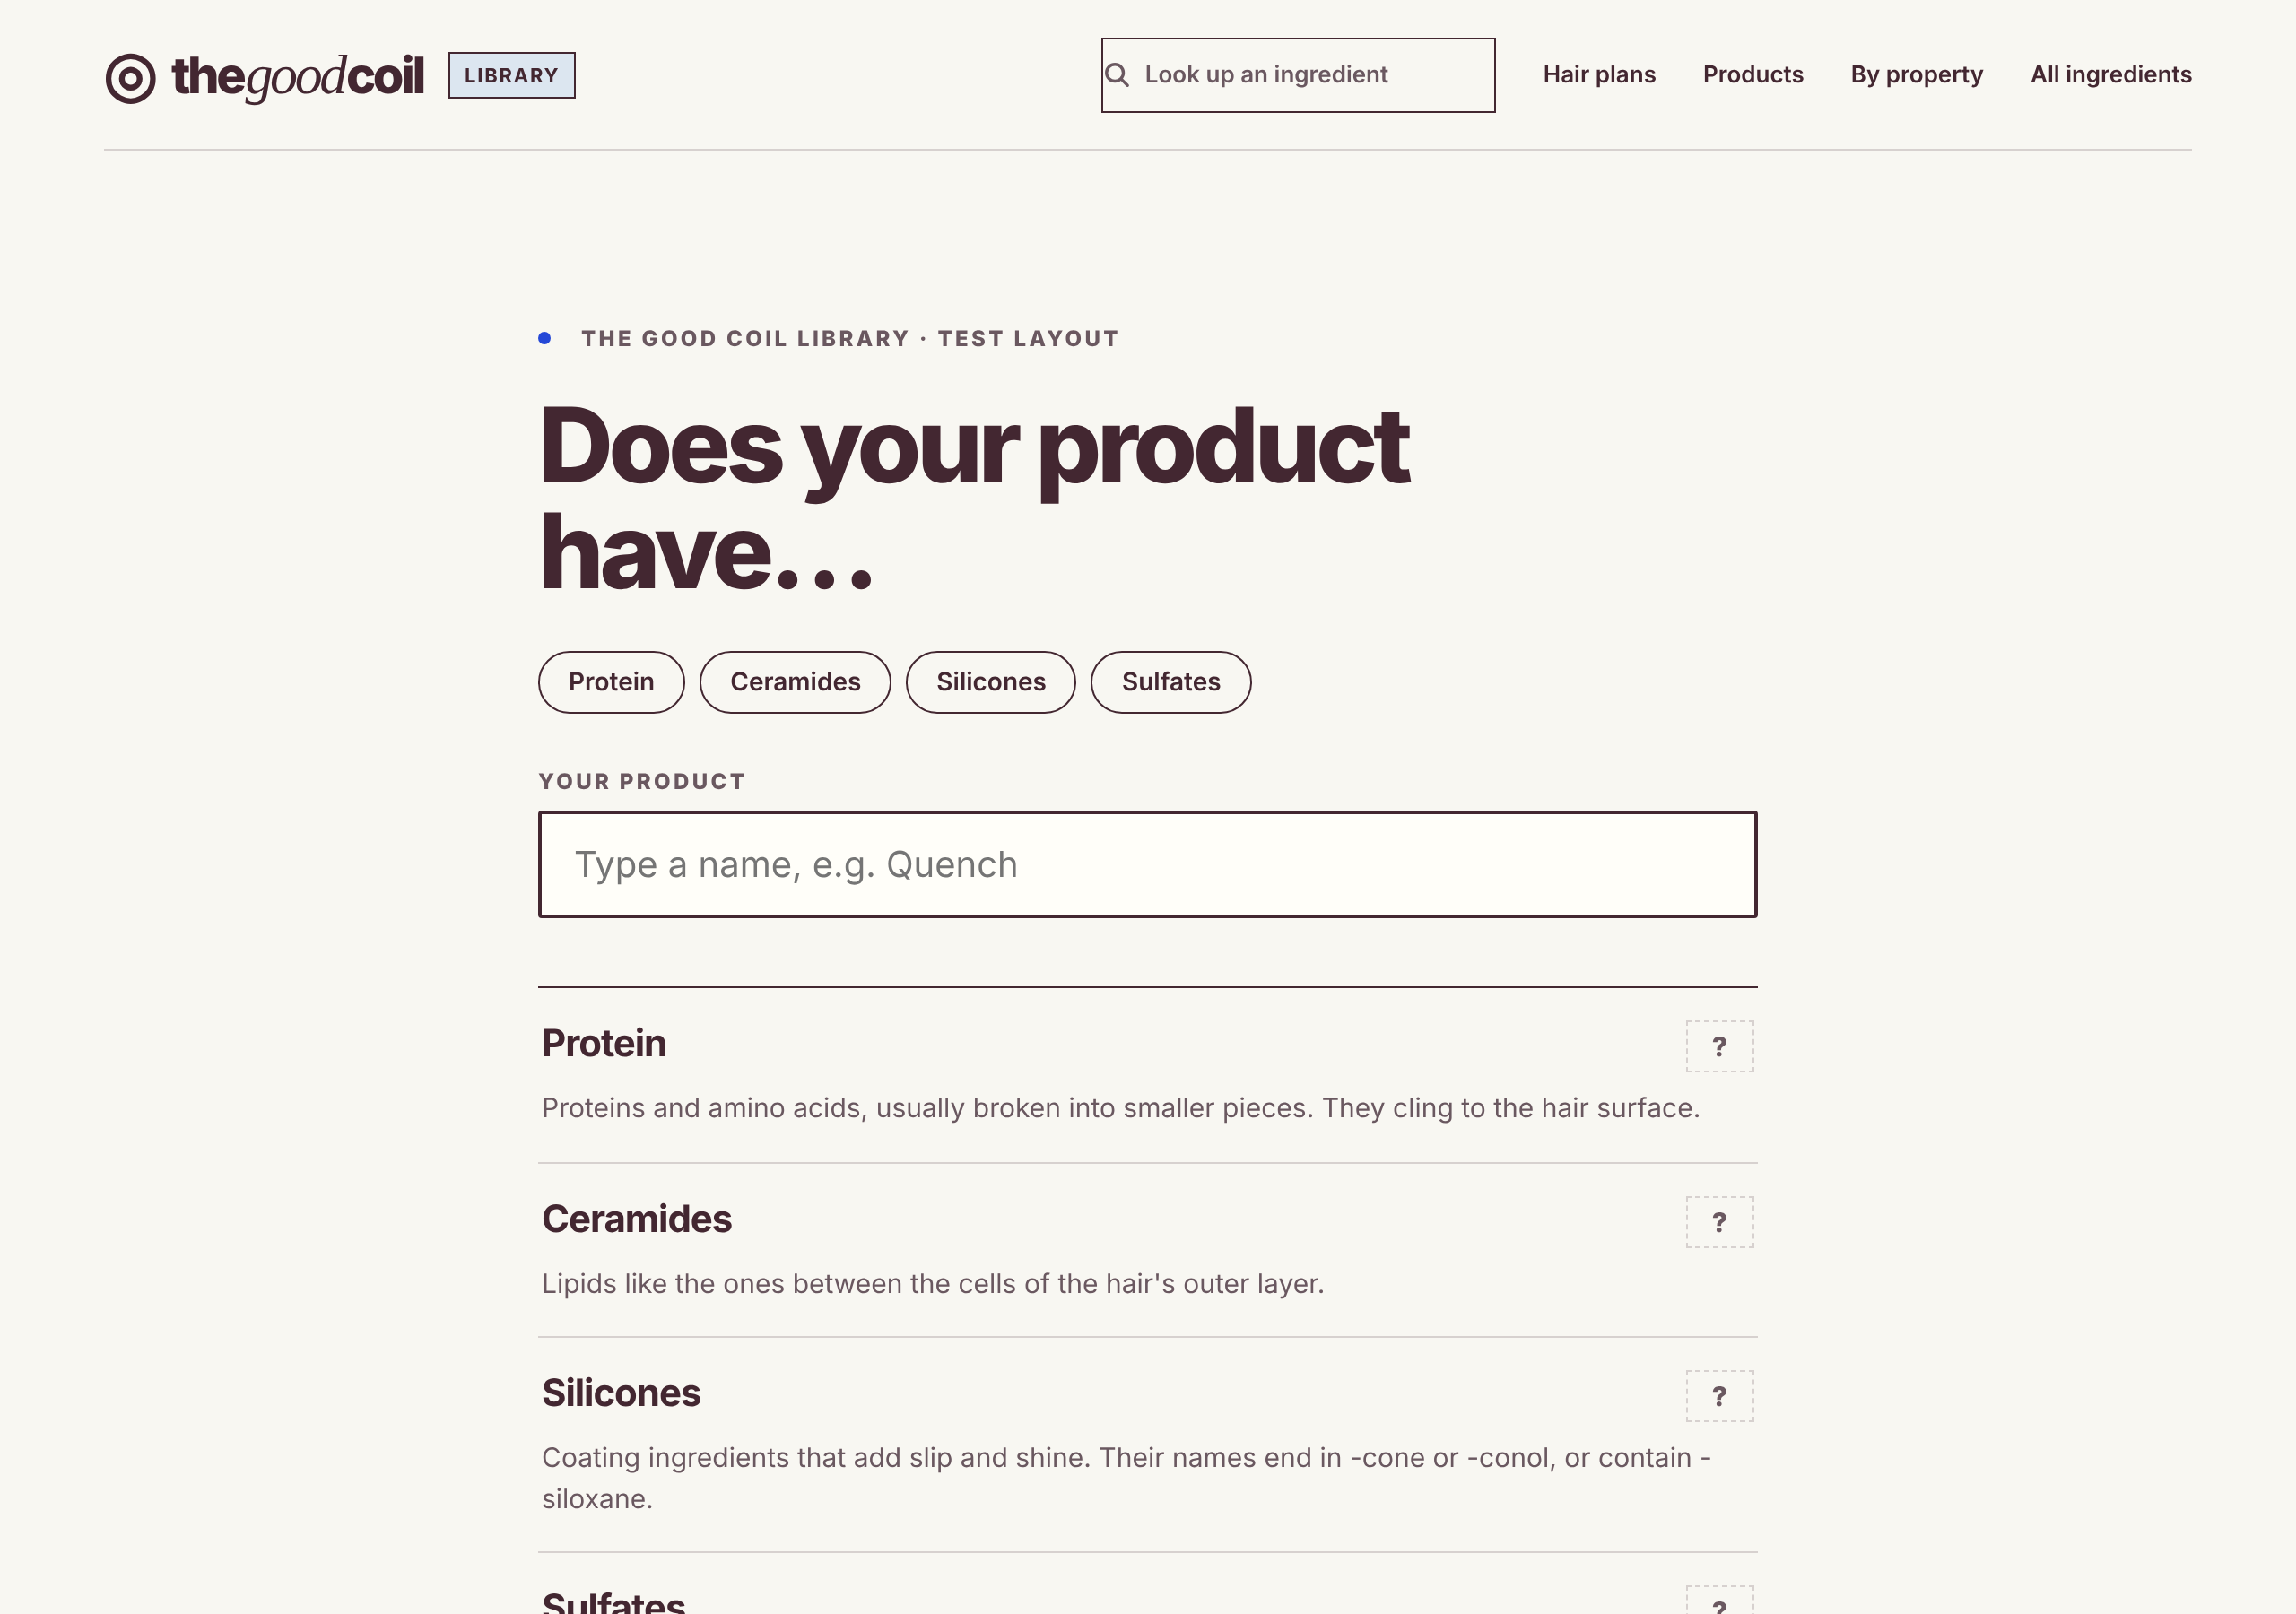 thegoodcoil
LIBRARY
Look up an ingredient
Hair plans
Products
By property
All ingredients
THE GOOD COIL LIBRARY · TEST LAYOUT
Does your product
have...
Protein
Ceramides
Silicones
Sulfates
YOUR PRODUCT
Type a name, e.g. Quench
Protein
?
Proteins and amino acids, usually broken into smaller pieces. They cling to the hair surface.
Ceramides
?
Lipids like the ones between the cells of the hair's outer layer.
Silicones
?
Coating ingredients that add slip and shine. Their names end in -cone or -conol, or contain -
siloxane.
Sulfates
?